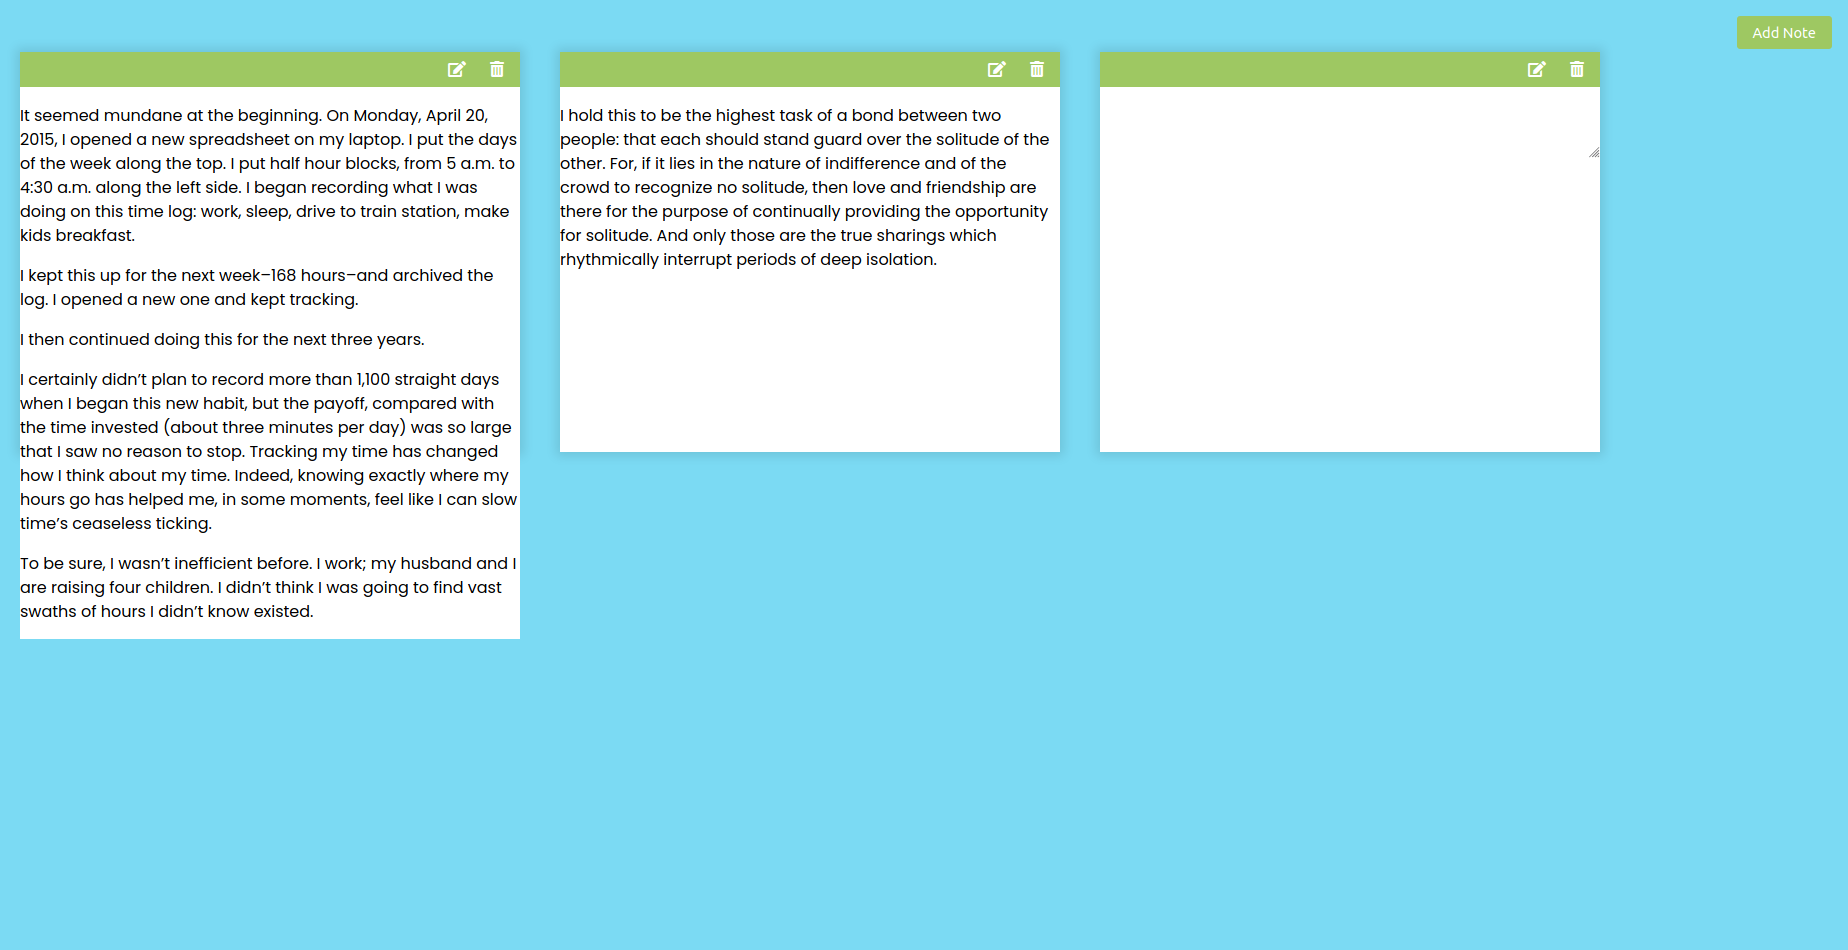 Add Note
It seemed mundane at the beginning. On Monday, April 20,
2015, I opened a new spreadsheet on my laptop. I put the days
of the week along the top. I put half hour blocks, from 5 a.m. to
4:30 a.m. along the left side. I began recording what I was
doing on this time log: work, sleep, drive to train station, make
kids breakfast.
I kept this up for the next week–168 hours–and archived the
log. I opened a new one and kept tracking.
I then continued doing this for the next three years.
I certainly didn’t plan to record more than 1,100 straight days
when I began this new habit, but the payoff, compared with
the time invested (about three minutes per day) was so large
that I saw no reason to stop. Tracking my time has changed
how I think about my time. Indeed, knowing exactly where my
hours go has helped me, in some moments, feel like I can slow
time’s ceaseless ticking.
To be sure, I wasn’t inefficient before. I work; my husband and I
are raising four children. I didn’t think I was going to find vast
swaths of hours I didn’t know existed.
I hold this to be the highest task of a bond between two
people: that each should stand guard over the solitude of the
other. For, if it lies in the nature of indifference and of the
crowd to recognize no solitude, then love and friendship are
there for the purpose of continually providing the opportunity
for solitude. And only those are the true sharings which
rhythmically interrupt periods of deep isolation.